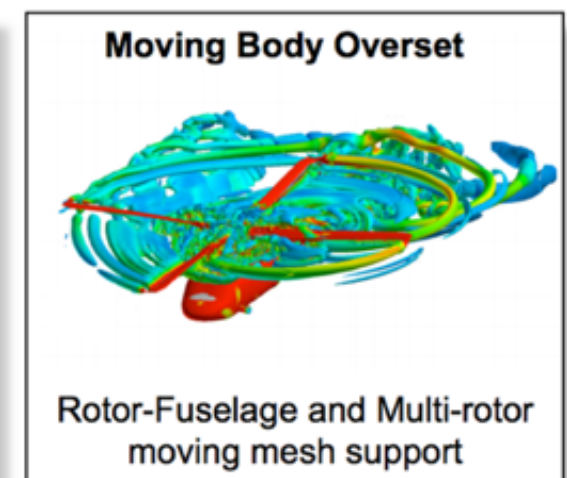 Moving Body Overset
Rotor-Fuselage and Multi-rotor
moving mesh support